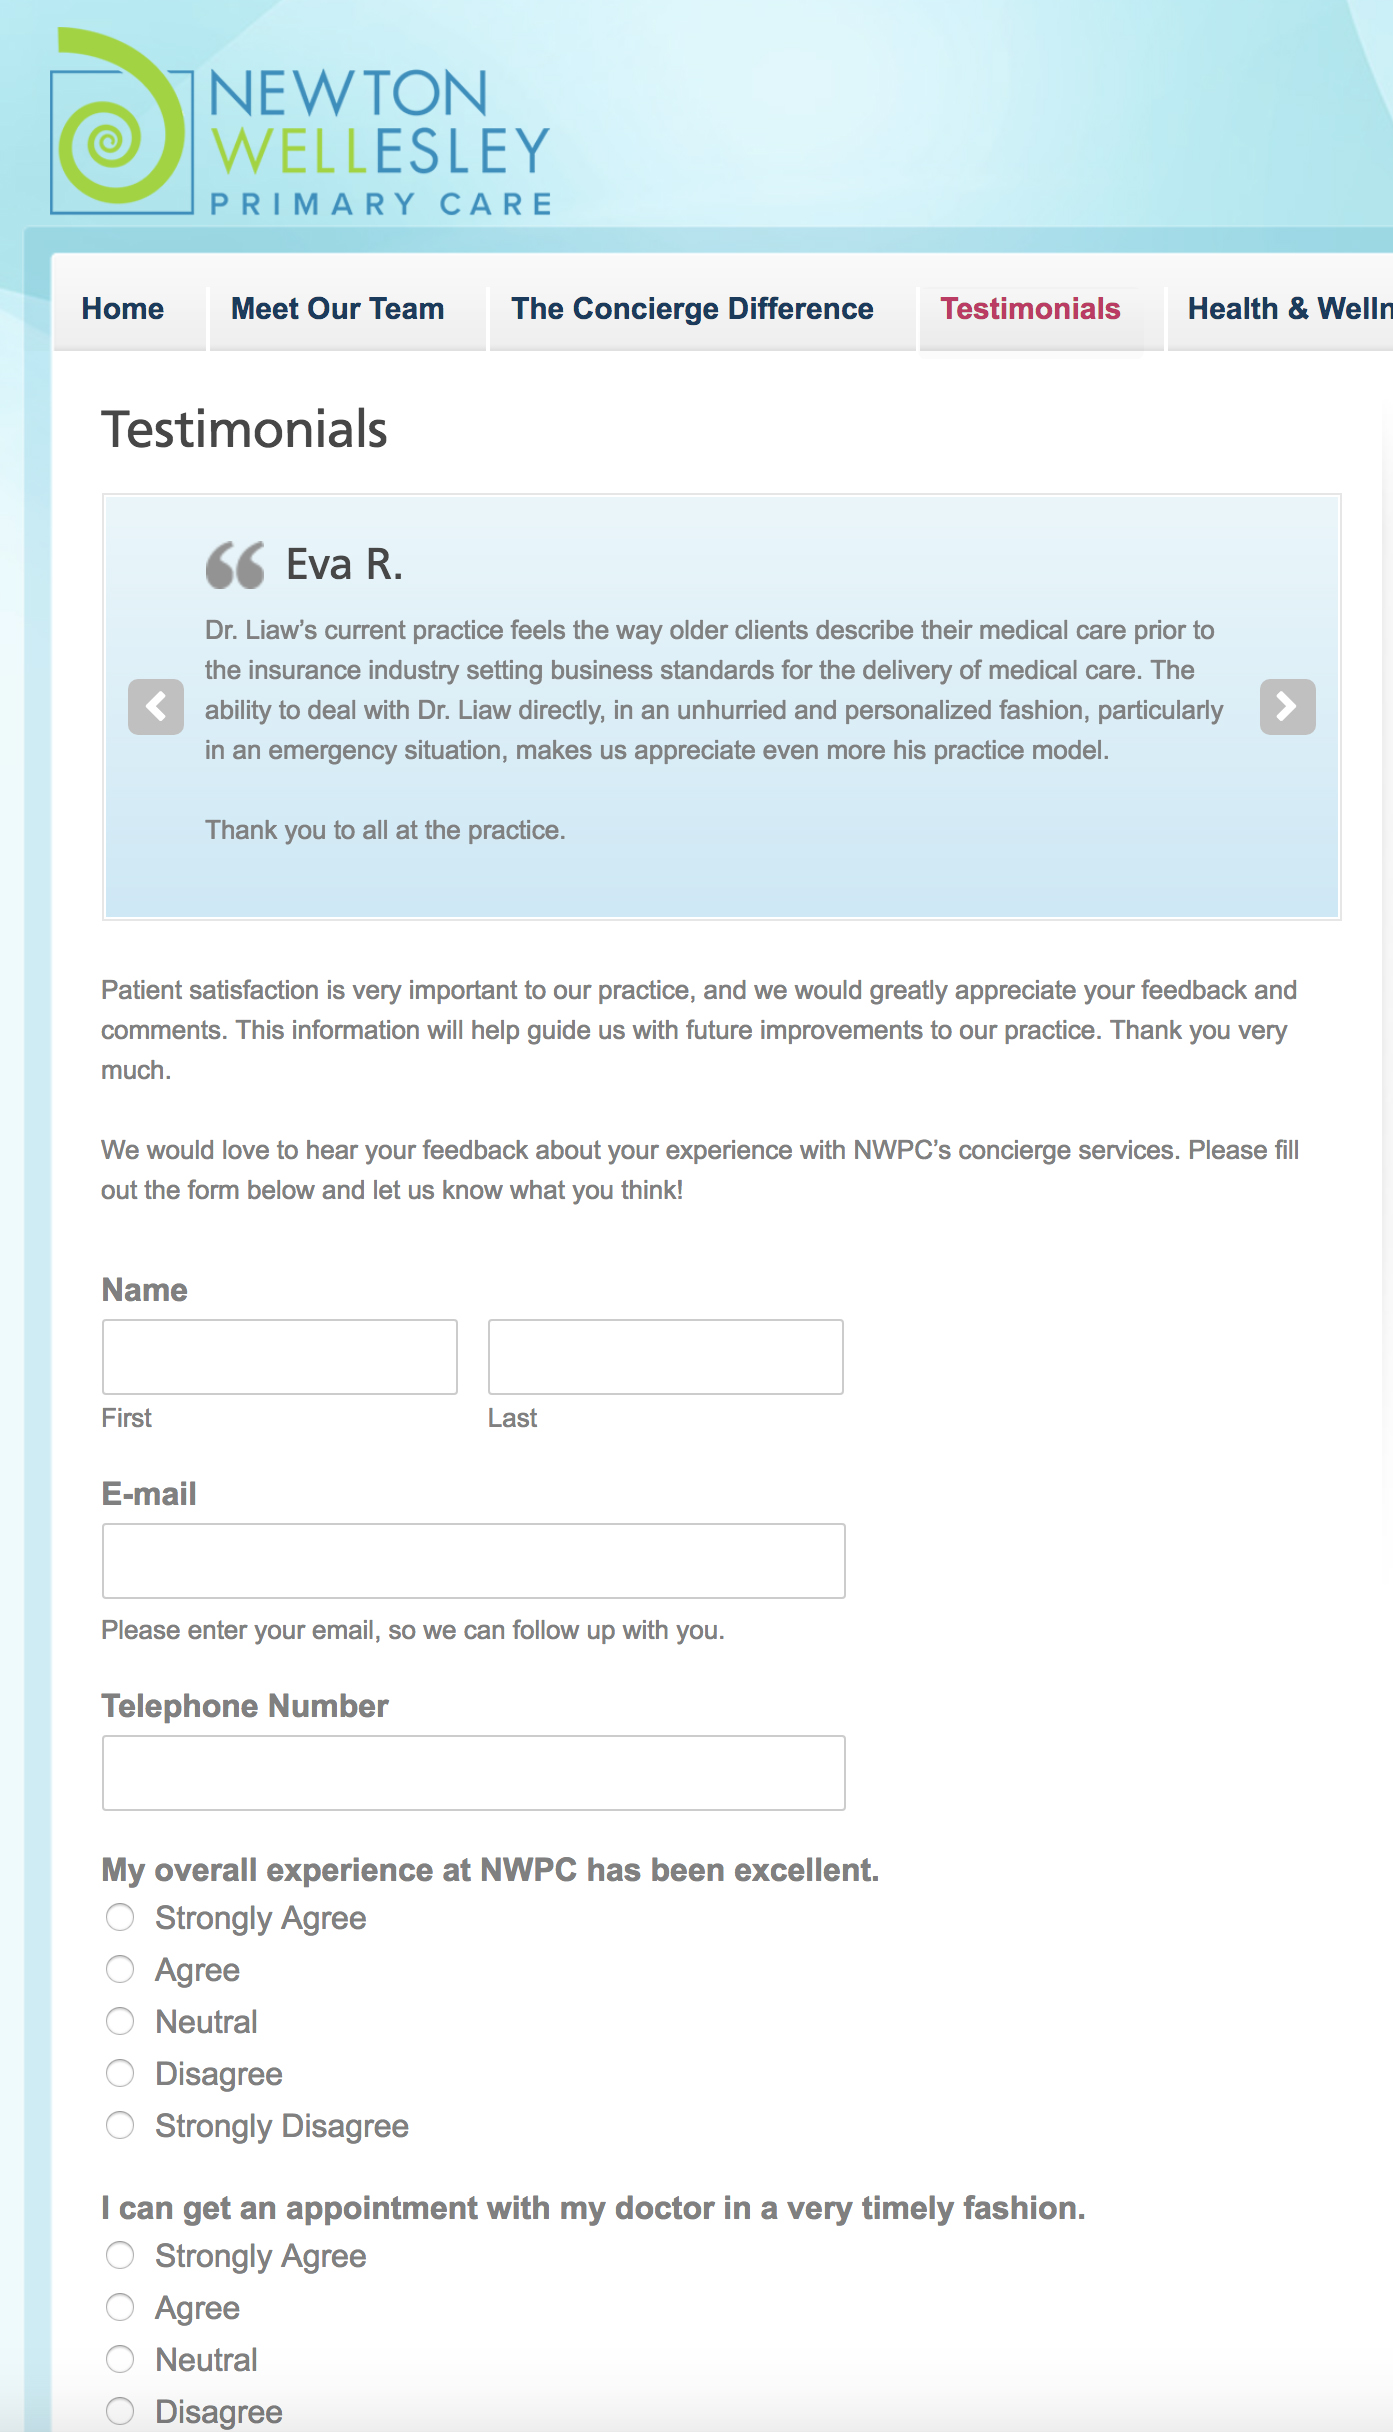 NEWTON
WELLESLEY
PRIMARY CARE
Home
Meet Our Team
The Concierge Difference
Testimonials
Health & Welln
Testimonials
“ Eva R.
Dr. Liaw’s current practice feels the way older clients describe their medical care prior to
the insurance industry setting business standards for the delivery of medical care. The
ability to deal with Dr. Liaw directly, in an unhurried and personalized fashion, particularly
in an emergency situation, makes us appreciate even more his practice model.
Thank you to all at the practice.
Patient satisfaction is very important to our practice, and we would greatly appreciate your feedback and
comments. This information will help guide us with future improvements to our practice. Thank you very
much.
We would love to hear your feedback about your experience with NWPC’s concierge services. Please fill
out the form below and let us know what you think!
Name
First
Last
E-mail
Please enter your email, so we can follow up with you.
Telephone Number
My overall experience at NWPC has been excellent.
Strongly Agree
Agree
Neutral
Disagree
Strongly Disagree
I can get an appointment with my doctor in a very timely fashion.
Strongly Agree
Agree
Neutral
Disagree